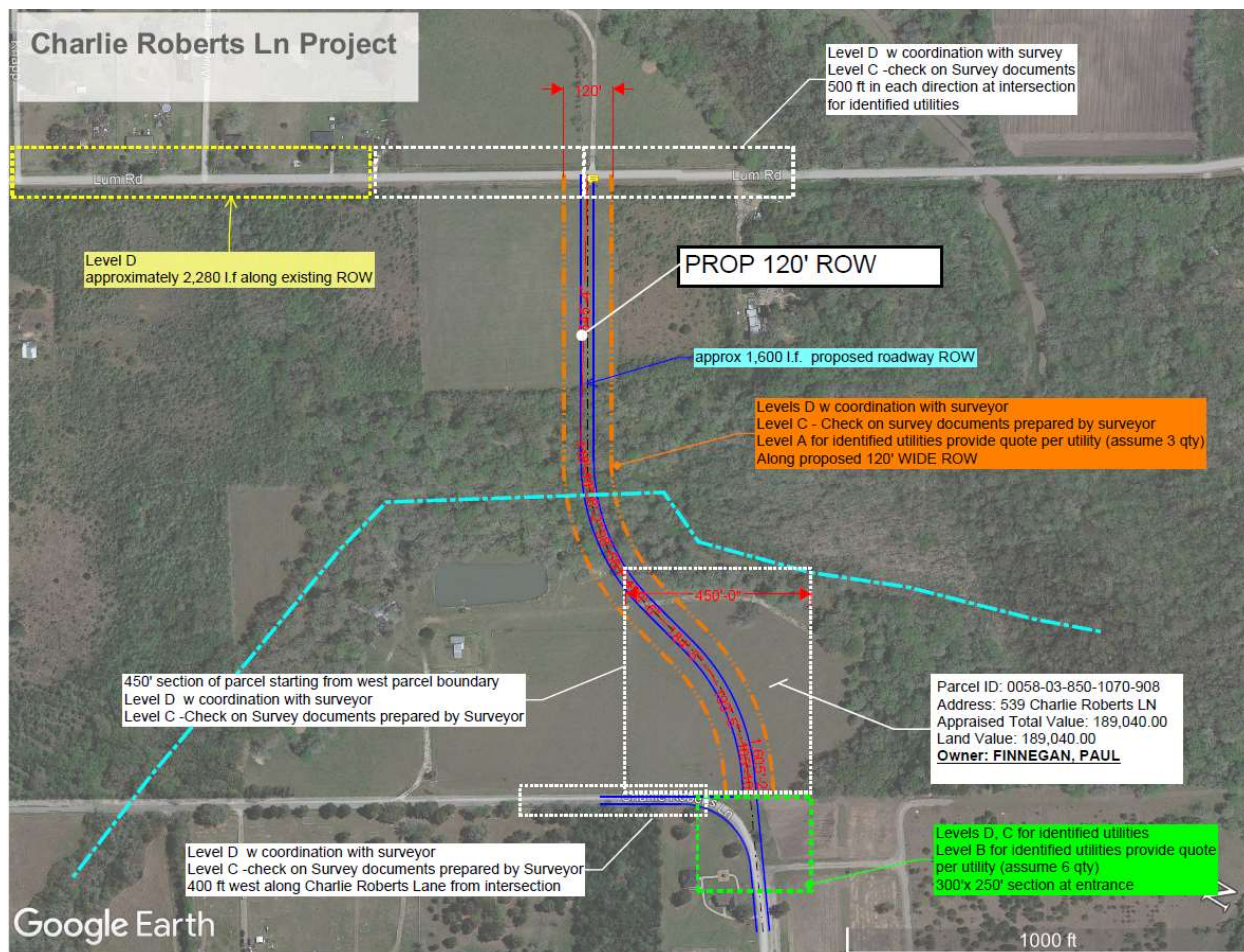 Charlie Roberts Ln Project
Level D  w coordination with survey
Level C -check on Survey documents
500 ft in each direction at intersection
for identified utilities
120'
Lum Rd
Lum Rd
Level D
approximately 2,280 l.f along existing ROW
PROP 120' ROW
approx 1,600 l.f.  proposed roadway ROW
Levels D w coordination with surveyor
Level C - Check on survey documents prepared by surveyor
Level A for identified utilities provide quote per utility (assume 3 qty)
Along proposed 120' WIDE ROW
450'-0"
450' section of parcel starting from west parcel boundary
Level D  w coordination with surveyor
Level C -Check on Survey documents prepared by Surveyor
Parcel ID: 0058-03-850-1070-908
Address: 539 Charlie Roberts LN
Appraised Total Value: 189,040.00
Land Value: 189,040.00
Owner: FINNEGAN, PAUL
Level D  w coordination with surveyor
Level C -check on Survey documents prepared by Surveyor
400 ft west along Charlie Roberts Lane from intersection
Levels D, C for identified utilities
Level B for identified utilities provide quote
per utility (assume 6 qty)
300'x 250' section at entrance
Google Earth
1000 ft
N